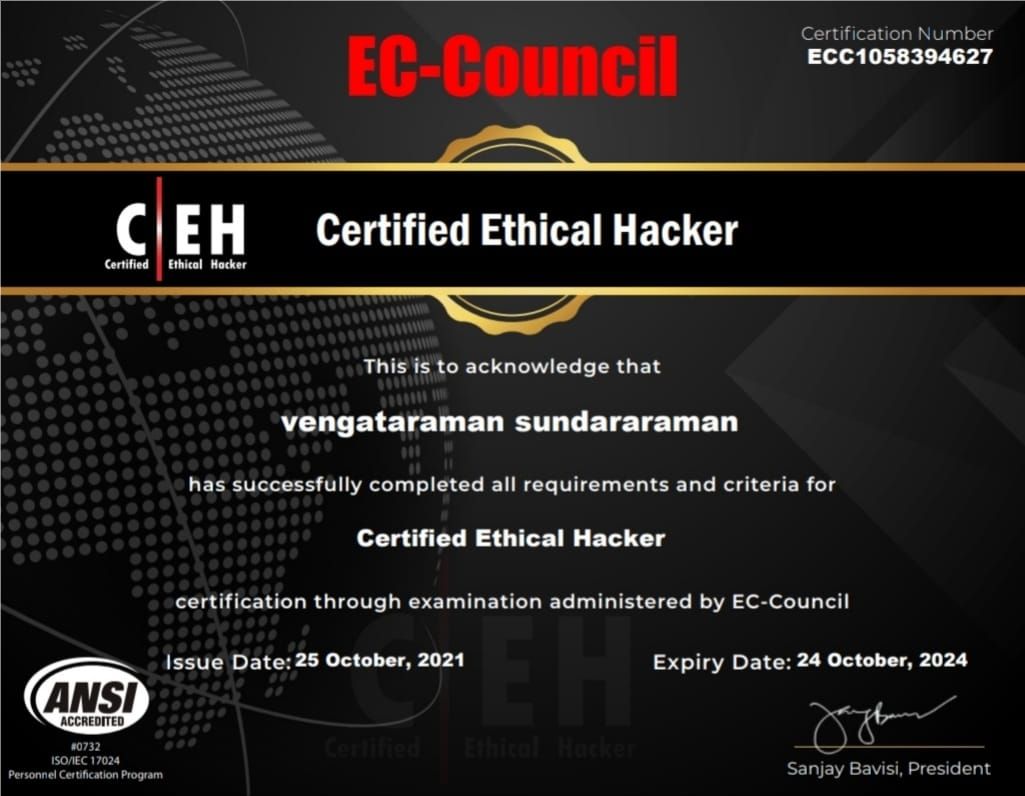 EC-Council
Certification Number
ECC1058394627
C EH
Certified Ethical Hacker
Certified Ethical Hacker
This is to acknowledge that
vengataraman sundararaman
has successfully completed all requirements and criteria for
Certified Ethical Hacker
certification through examination administered by EC-Council
Issue Date: 25 October, 2021
Expiry Date: 24 October, 2024
C EH
Certified Ethical Hacker
ANSI
ACCREDITED
#0732
ISO/IEC 17024
Personnel Certification Program
Sanjay Bavisi, President